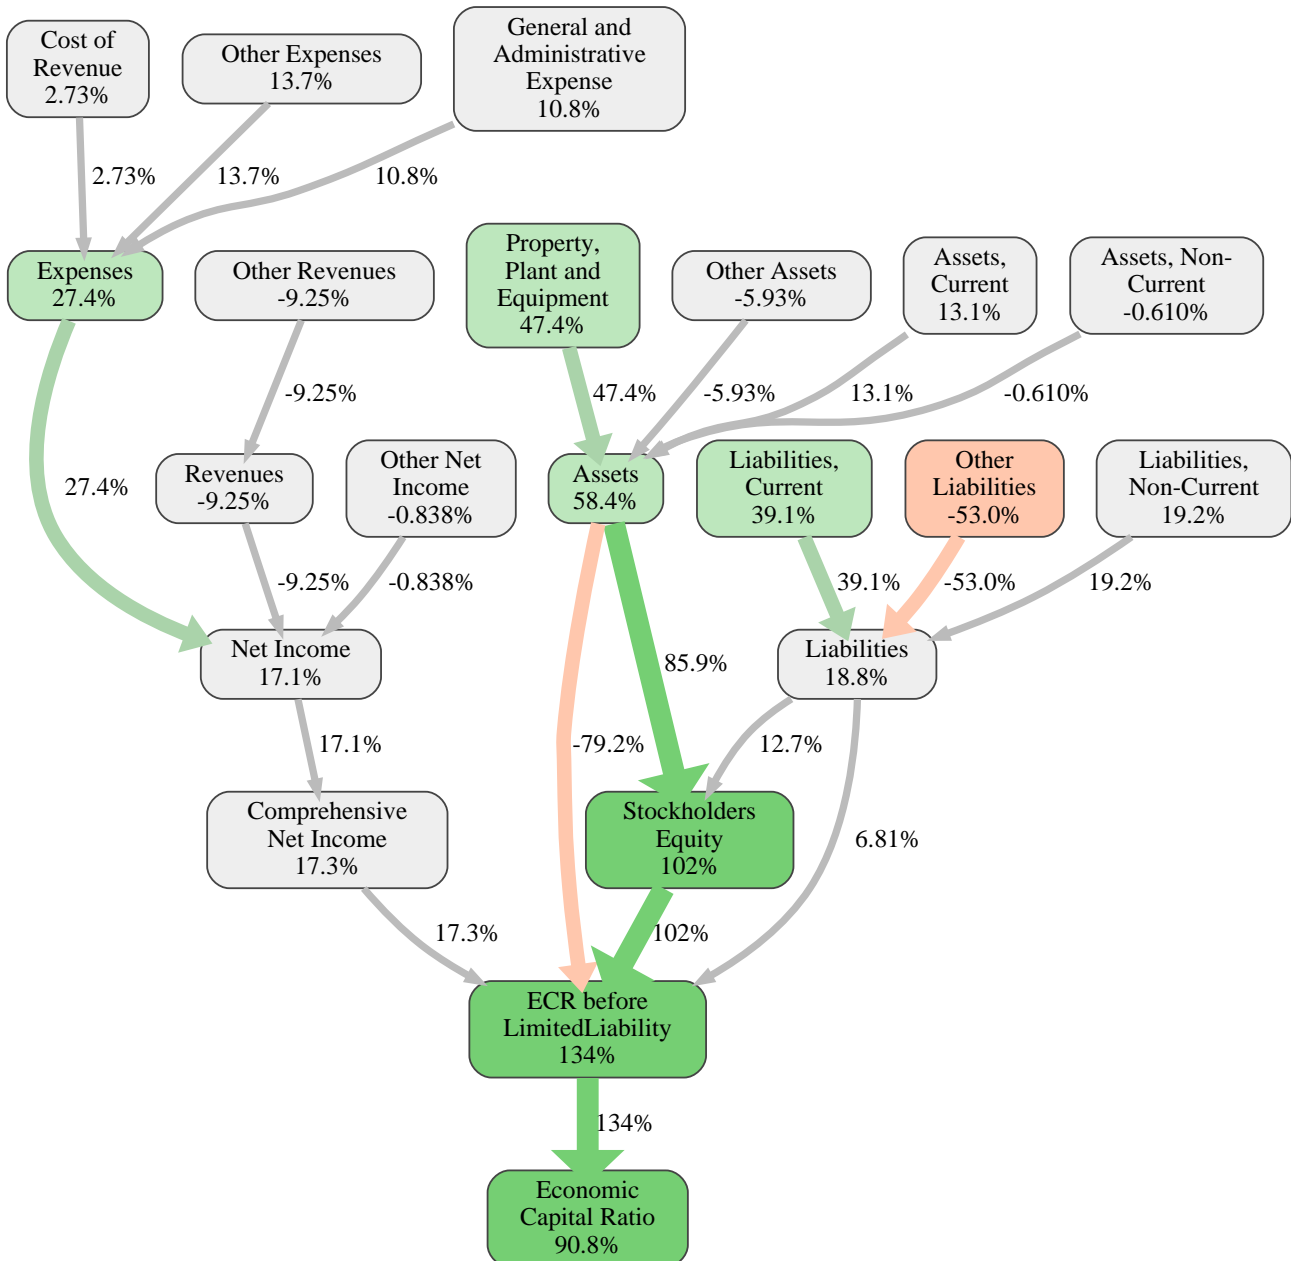 Cost of
Revenue
2.73%
Other Expenses
13.7%
General and
Administrative
Expense
10.8%
2.73%
13.7%
10.8%
Expenses
27.4%
Other Revenues
-9.25%
Property,
Plant and
Equipment
47.4%
Other Assets
-5.93%
Assets,
Current
13.1%
Assets, Non-
Current
-0.610%
-9.25%
47.4%
-5.93%
13.1%
-0.610%
27.4%
Revenues
-9.25%
Other Net
Income
-0.838%
Assets
58.4%
Liabilities,
Current
39.1%
Other
Liabilities
-53.0%
Liabilities,
Non-Current
19.2%
-9.25%
-0.838%
39.1%
-53.0%
19.2%
Net Income
17.1%
85.9%
Liabilities
18.8%
17.1%
-79.2%
12.7%
Comprehensive
Net Income
17.3%
Stockholders
Equity
102%
6.81%
17.3%
102%
ECR before
LimitedLiability
134%
134%
Economic
Capital Ratio
90.8%